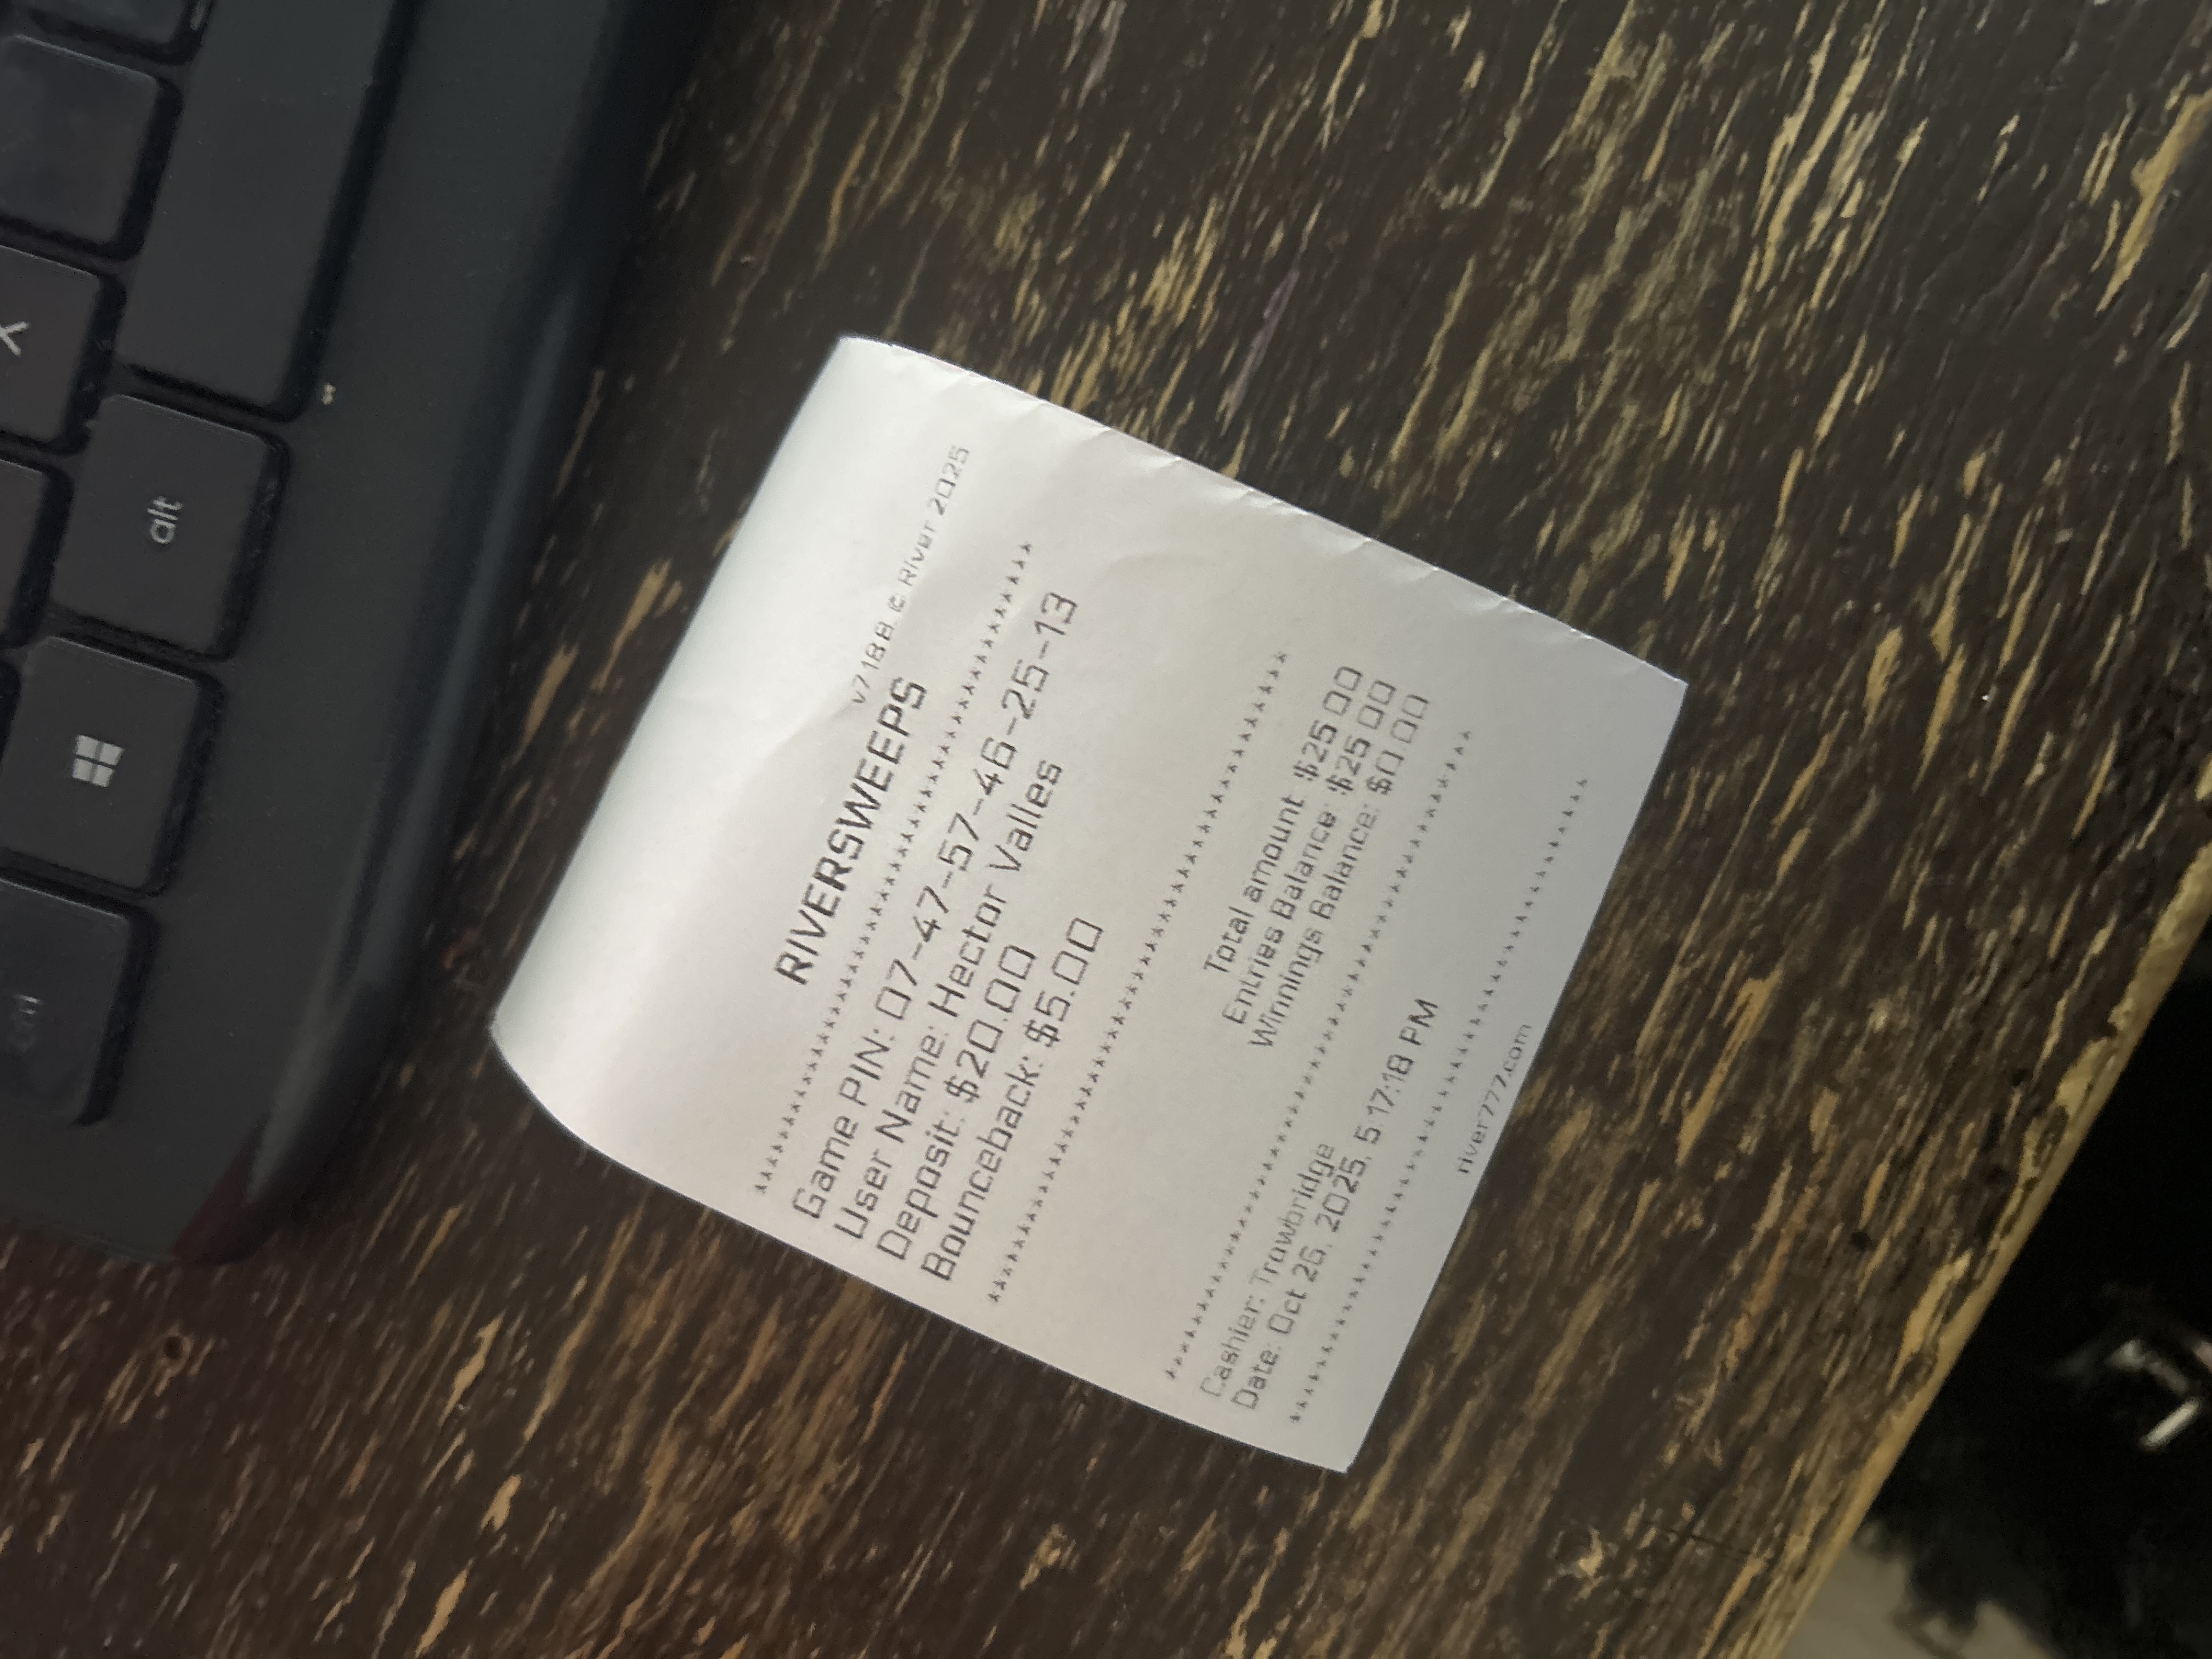 v7.188. © River 2025
RIVERSWEEPS
*********************************
Game PIN: 07-47-57-46-25-13
User Name: Hector Valles
Deposit: $20.00
Bounceback: $5.00
*********************************
Total amount: $25.00
Entries Balance: $25.00
Winnings Balance: $0.00
*********************************
Cashier: Trowbridge
Date: Oct 26, 2025, 5:17:18 PM
*********************************
river777.com
alt
X